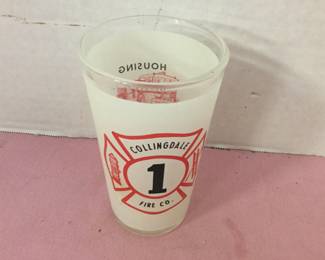 HOUSING
COLLINGDALE
1
FIRE CO.